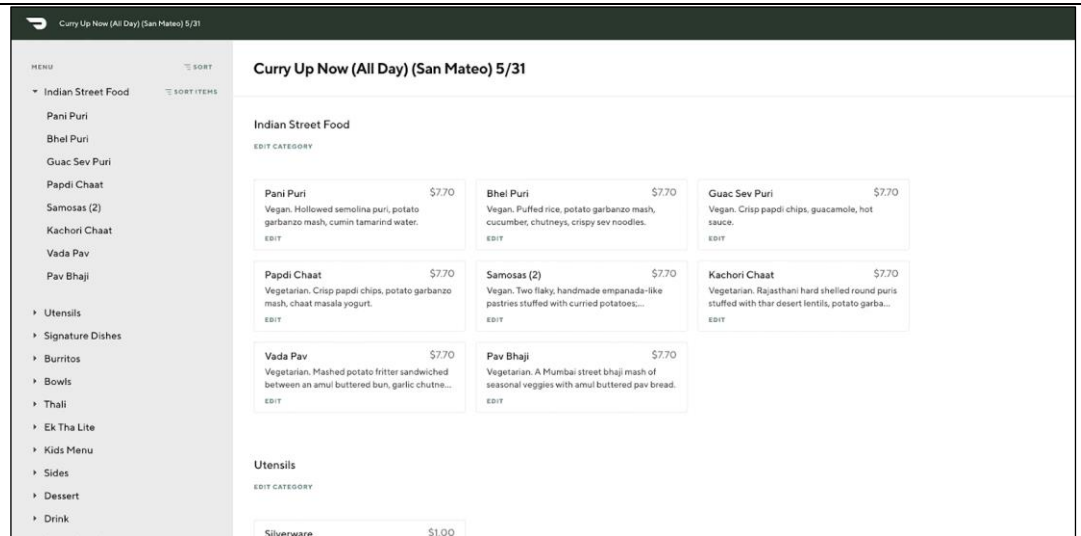 Curry Up Now (All Day) (San Mateo) 5/31
MENU
SORT
Indian Street Food
SORT ITEMS
Pani Puri
Bhel Puri
Guac Sev Puri
Papdi Chaat
Samosas (2)
Kachori Chaat
Vada Pav
Pav Bhaji
Utensils
Signature Dishes
Burritos
Bowls
Thali
Ek Tha Lite
Kids Menu
Sides
Dessert
Drink
Curry Up Now (All Day) (San Mateo) 5/31
Indian Street Food
EDIT CATEGORY
Pani Puri $7.70
Vegan. Hollowed semolina puri, potato
garbanzo mash, cumin tamarind water.
EDIT
Bhel Puri $7.70
Vegan. Puffed rice, potato garbanzo mash,
cucumber, chutneys, crispy sev noodles.
EDIT
Guac Sev Puri $7.70
Vegan. Crisp papdi chips, guacamole, hot
sauce.
EDIT
Papdi Chaat $7.70
Vegetarian. Crisp papdi chips, potato garbanzo
mash, chaat masala yogurt.
EDIT
Samosas (2) $7.70
Vegan. Two flaky, handmade empanada-like
pastries stuffed with curried potatoes;...
EDIT
Kachori Chaat $7.70
Vegetarian. Rajasthani hard shelled round puris
stuffed with thar desert lentils, potato garba...
EDIT
Vada Pav $7.70
Vegetarian. Mashed potato fritter sandwiched
between an amul buttered bun, garlic chutne...
EDIT
Pav Bhaji $7.70
Vegetarian. A Mumbai street bhaji mash of
seasonal veggies with amul buttered pav bread.
EDIT
Utensils
EDIT CATEGORY
Silverware $1.00